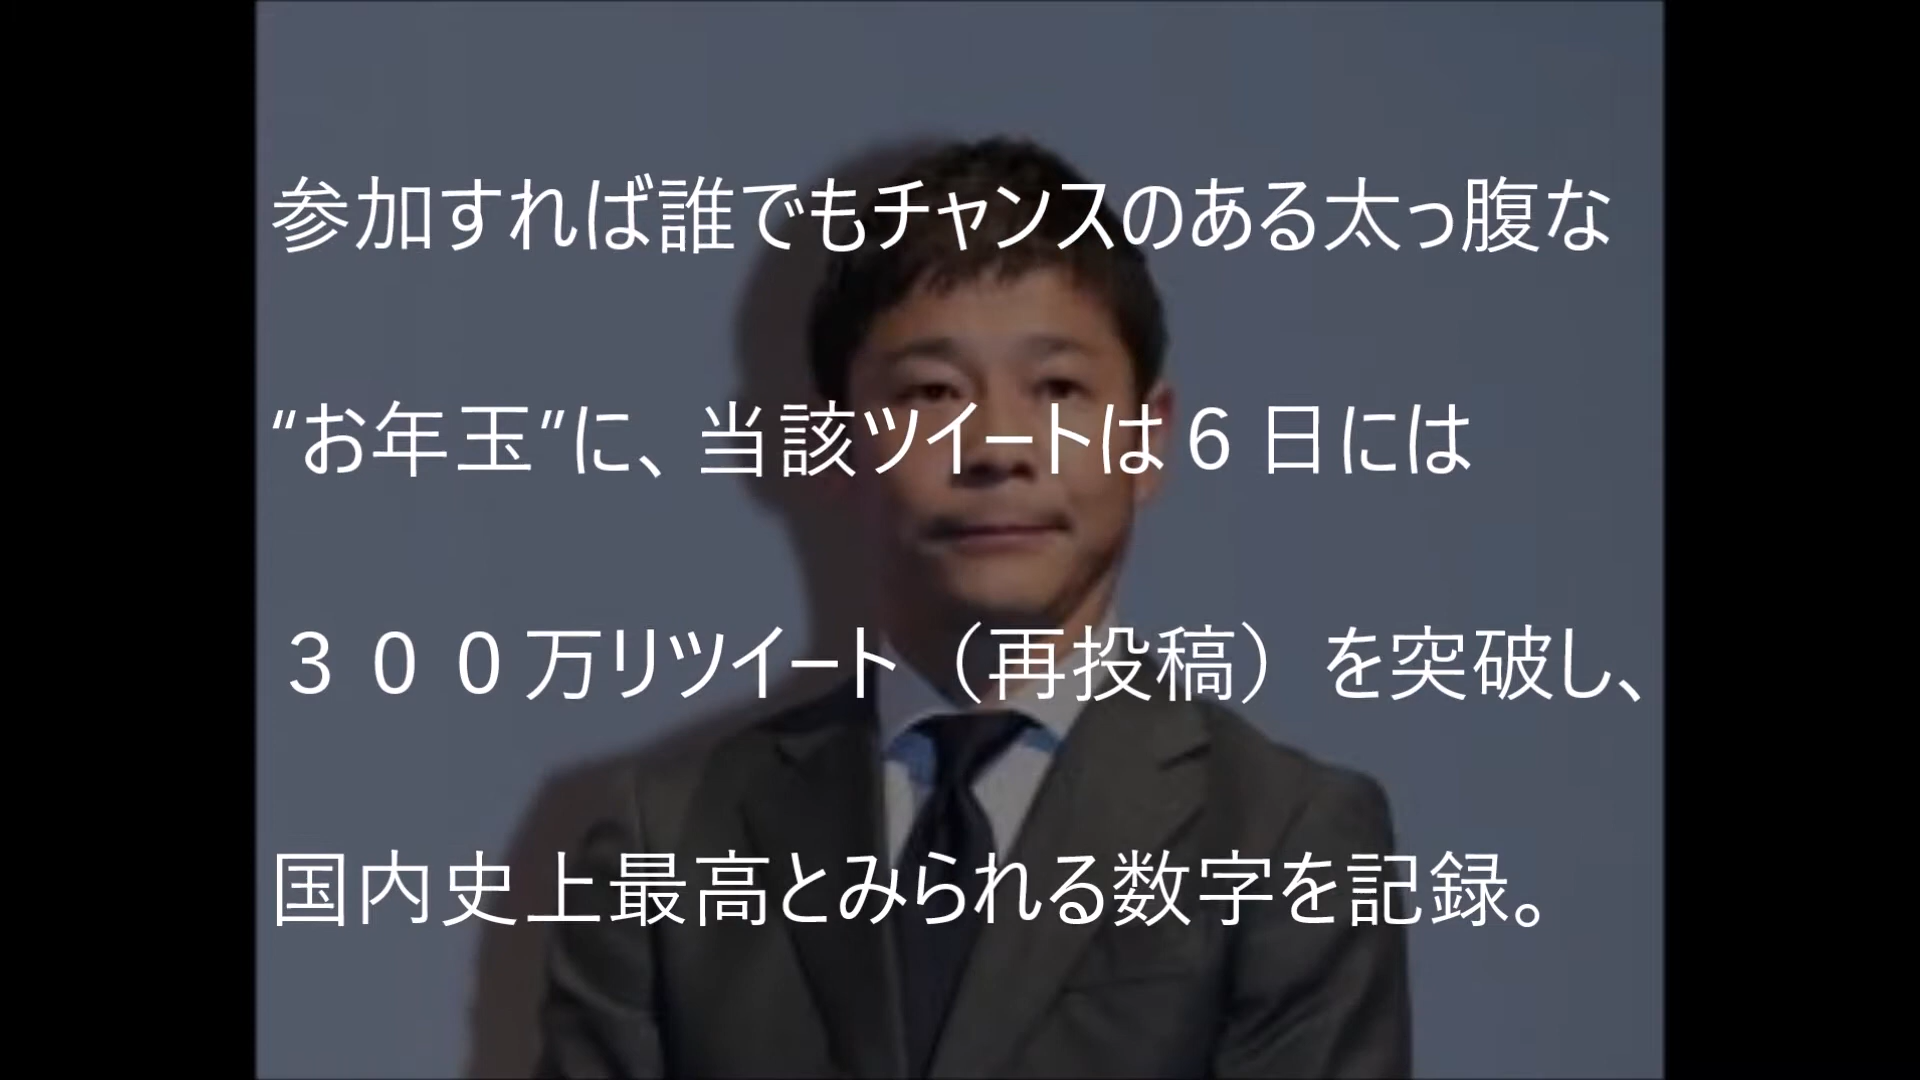 参加すれば誰でもチャンスのある太っ腹な
“お年玉”に、当該ツイートは６日には
３００万リツイート（再投稿）を突破し、
国内史上最高とみられる数字を記録。